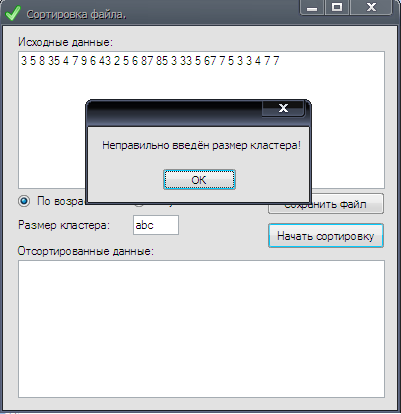 Сортировка файла.
Исходные данные:
3 5 8 35 4 7 9 6 43 2 5 6 87 85 3 33 5 67 7 5 3 3 4 7 7
Неправильно введён размер кластера!
OK
По
Сохранить файл
Размер кластера:
abc
Начать сортировку
Отсортированные данные: